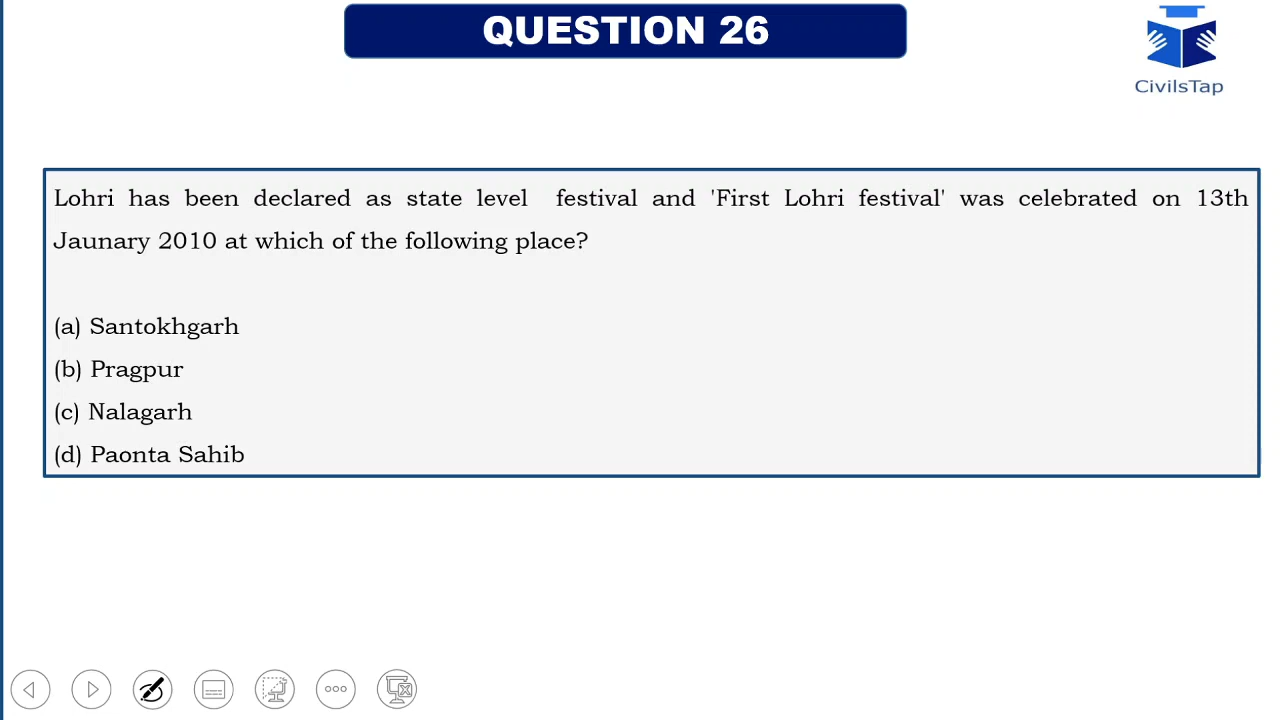 QUESTION 26
CivilsTap
Lohri has been declared as state level festival and 'First Lohri festival' was celebrated on 13th
Jaunary 2010 at which of the following place?
(a) Santokhgarh
(b) Pragpur
(c) Nalagarh
(d) Paonta Sahib